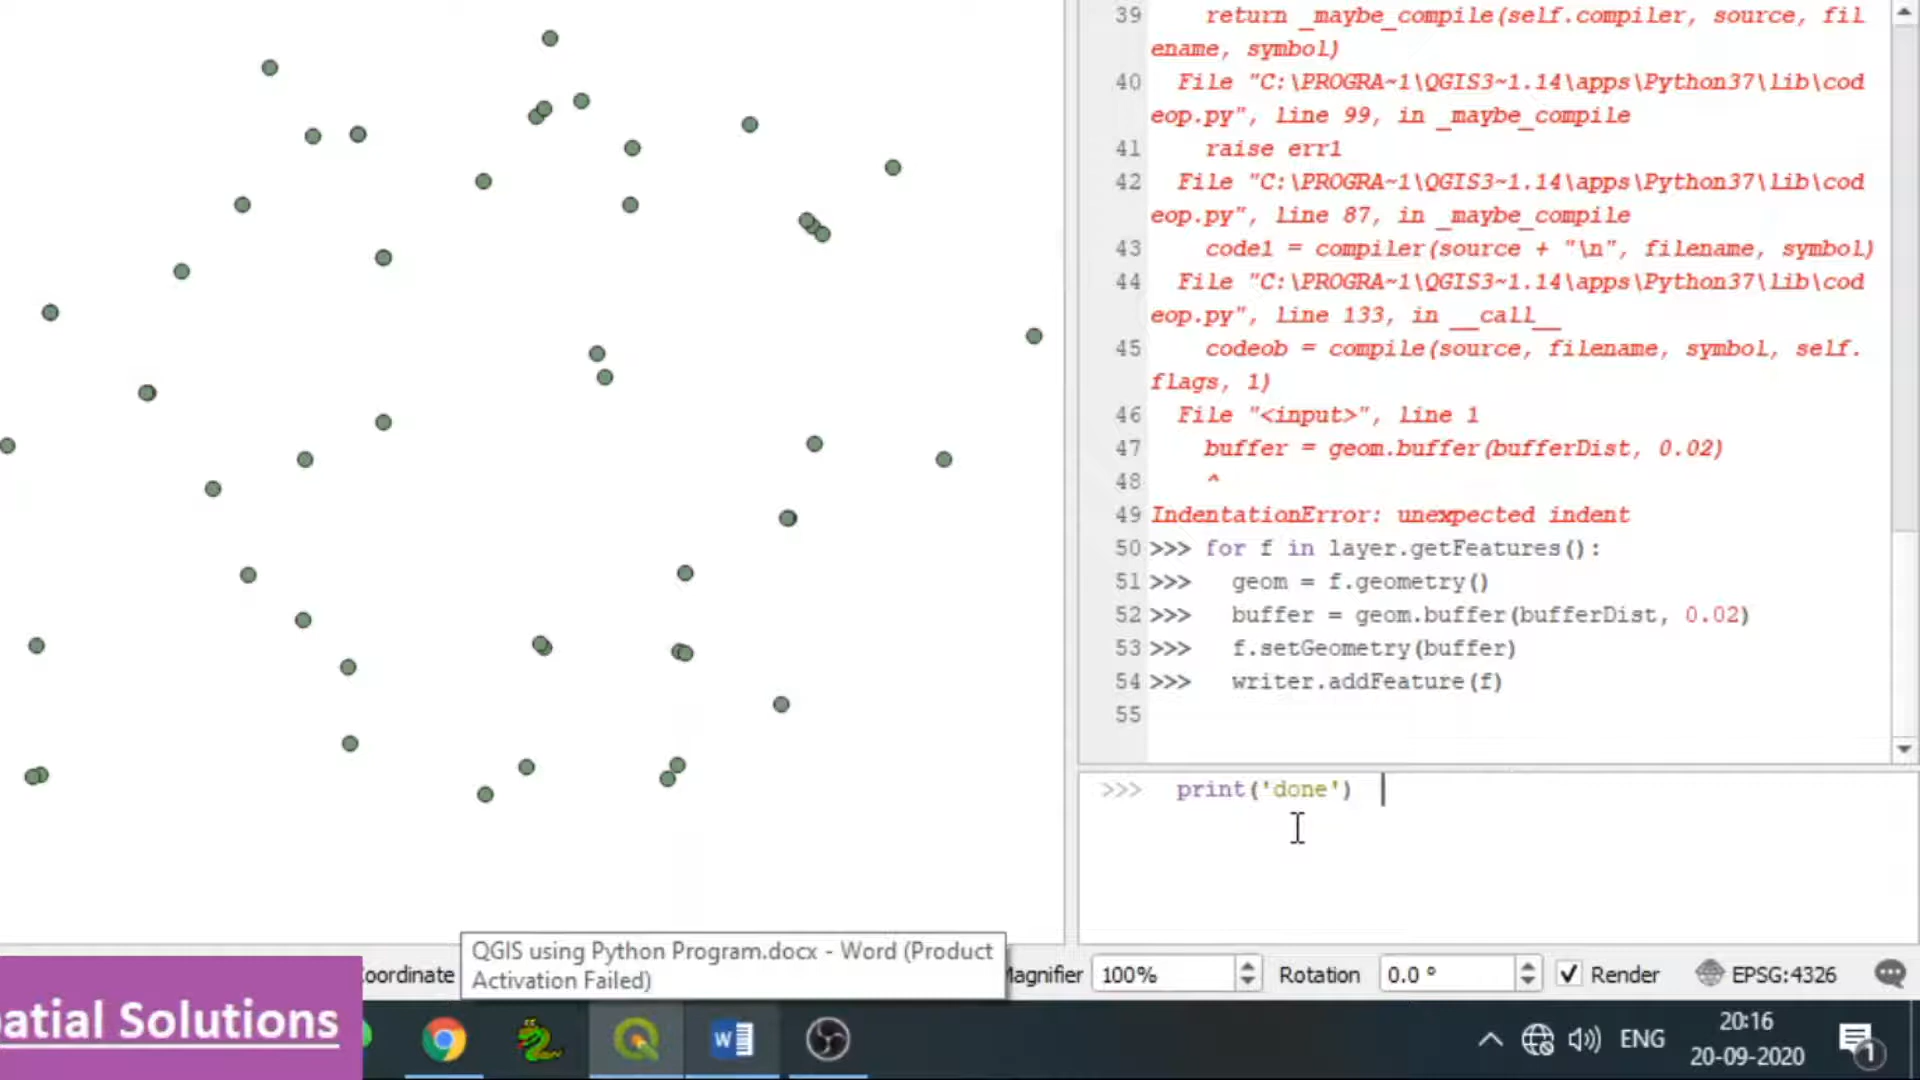 39 return _maybe_compile(self.compiler, source, fil
ename, symbol)
40 File "C:\PROGRA~1\QGIS3~1.14\apps\Python37\lib\cod
eop.py", line 99, in _maybe_compile
41 raise err1
42 File "C:\PROGRA~1\QGIS3~1.14\apps\Python37\lib\cod
eop.py", line 87, in _maybe_compile
43 code1 = compiler(source + "\n", filename, symbol)
44 File "C:\PROGRA~1\QGIS3~1.14\apps\Python37\lib\cod
eop.py", line 133, in __call__
45 codeob = compile(source, filename, symbol, self.
flags, 1)
46 File "<input>", line 1
47 buffer = geom.buffer(bufferDist, 0.02)
48 ^
49 IndentationError: unexpected indent
50 >>> for f in layer.getFeatures():
51 >>> geom = f.geometry()
52 >>> buffer = geom.buffer(bufferDist, 0.02)
53 >>> f.setGeometry(buffer)
54 >>> writer.addFeature(f)
55
>>> print('done')
QGIS using Python Program.docx - Word (Product
Activation Failed)
oordinate
Magnifier 100% Rotation 0.0 ° Render EPSG:4326
atial Solutions
ENG
20:16
20-09-2020
1